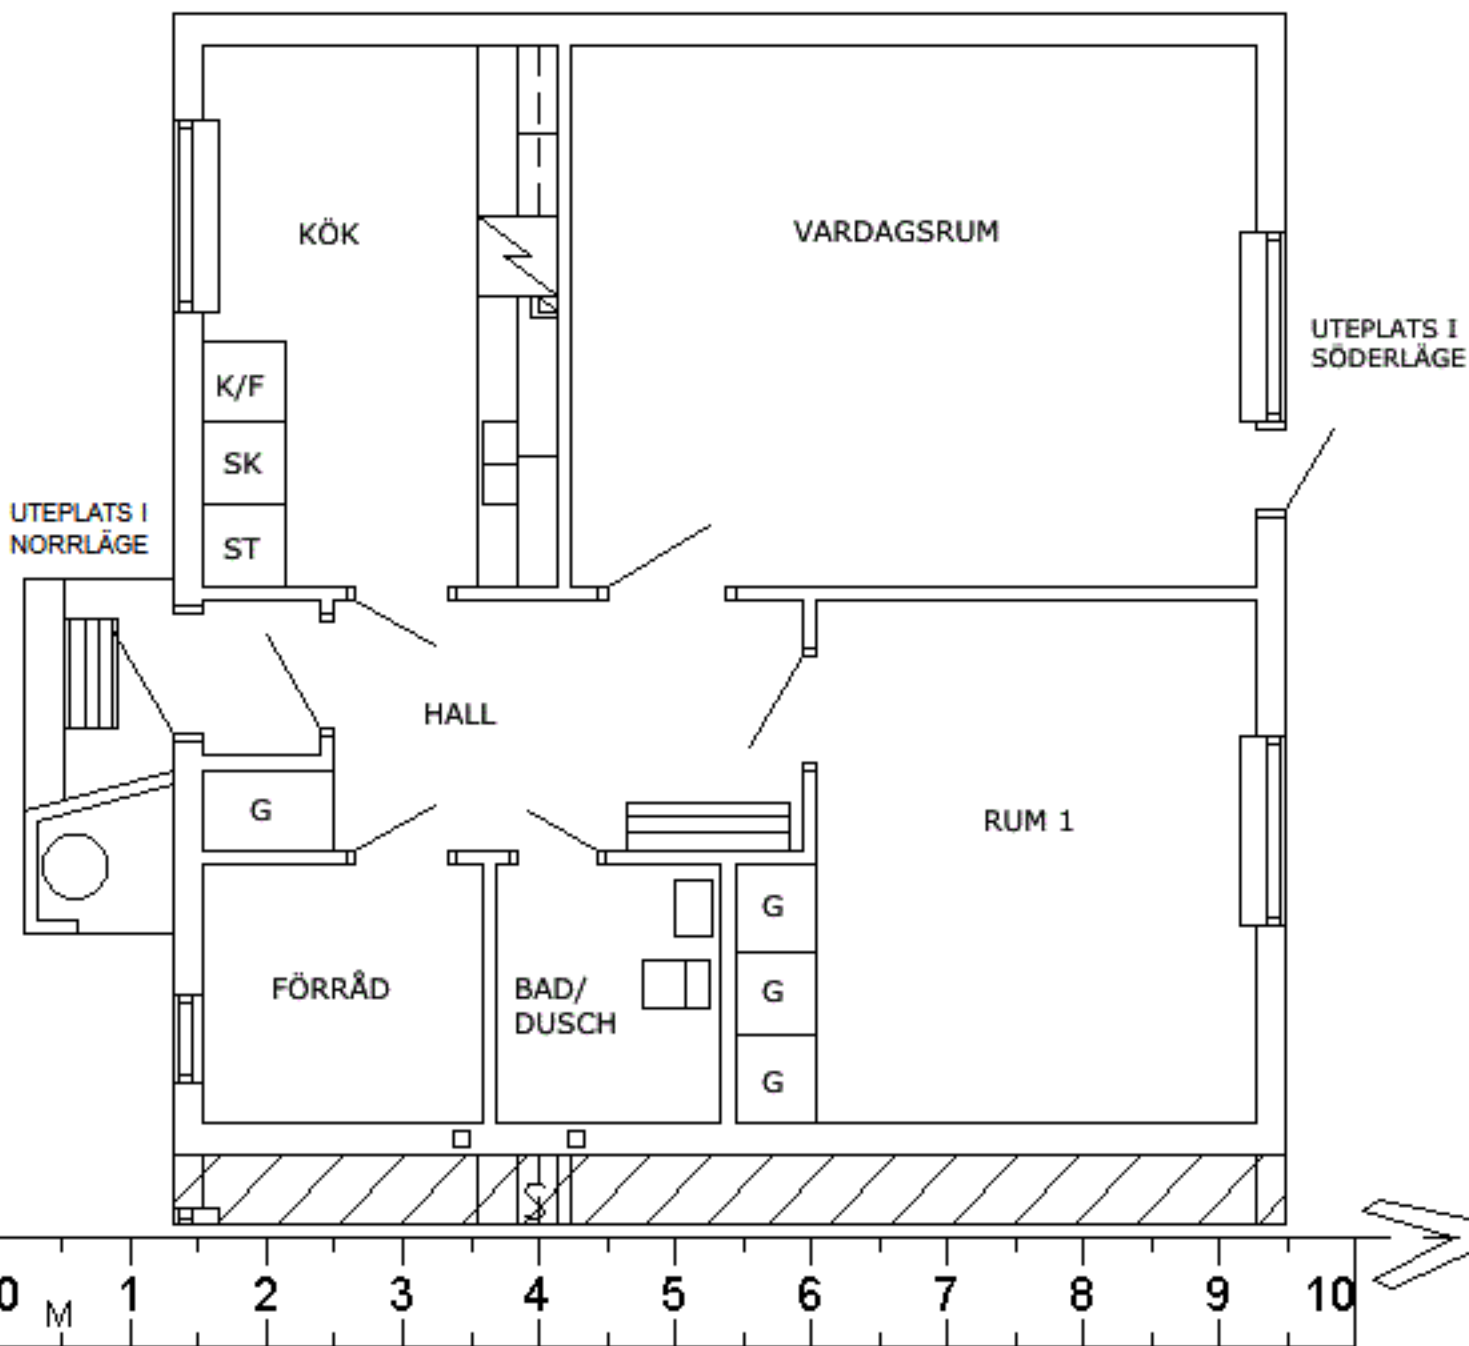 KÖK
VARDAGSRUM
UTEPLATS I
SÖDERLÄGE
K/F
SK
ST
UTEPLATS I
NORRLÄGE
HALL
G
RUM 1
G
FÖRRÅD
BAD/
DUSCH
G
G
S
0 M 1 2 3 4 5 6 7 8 9 10